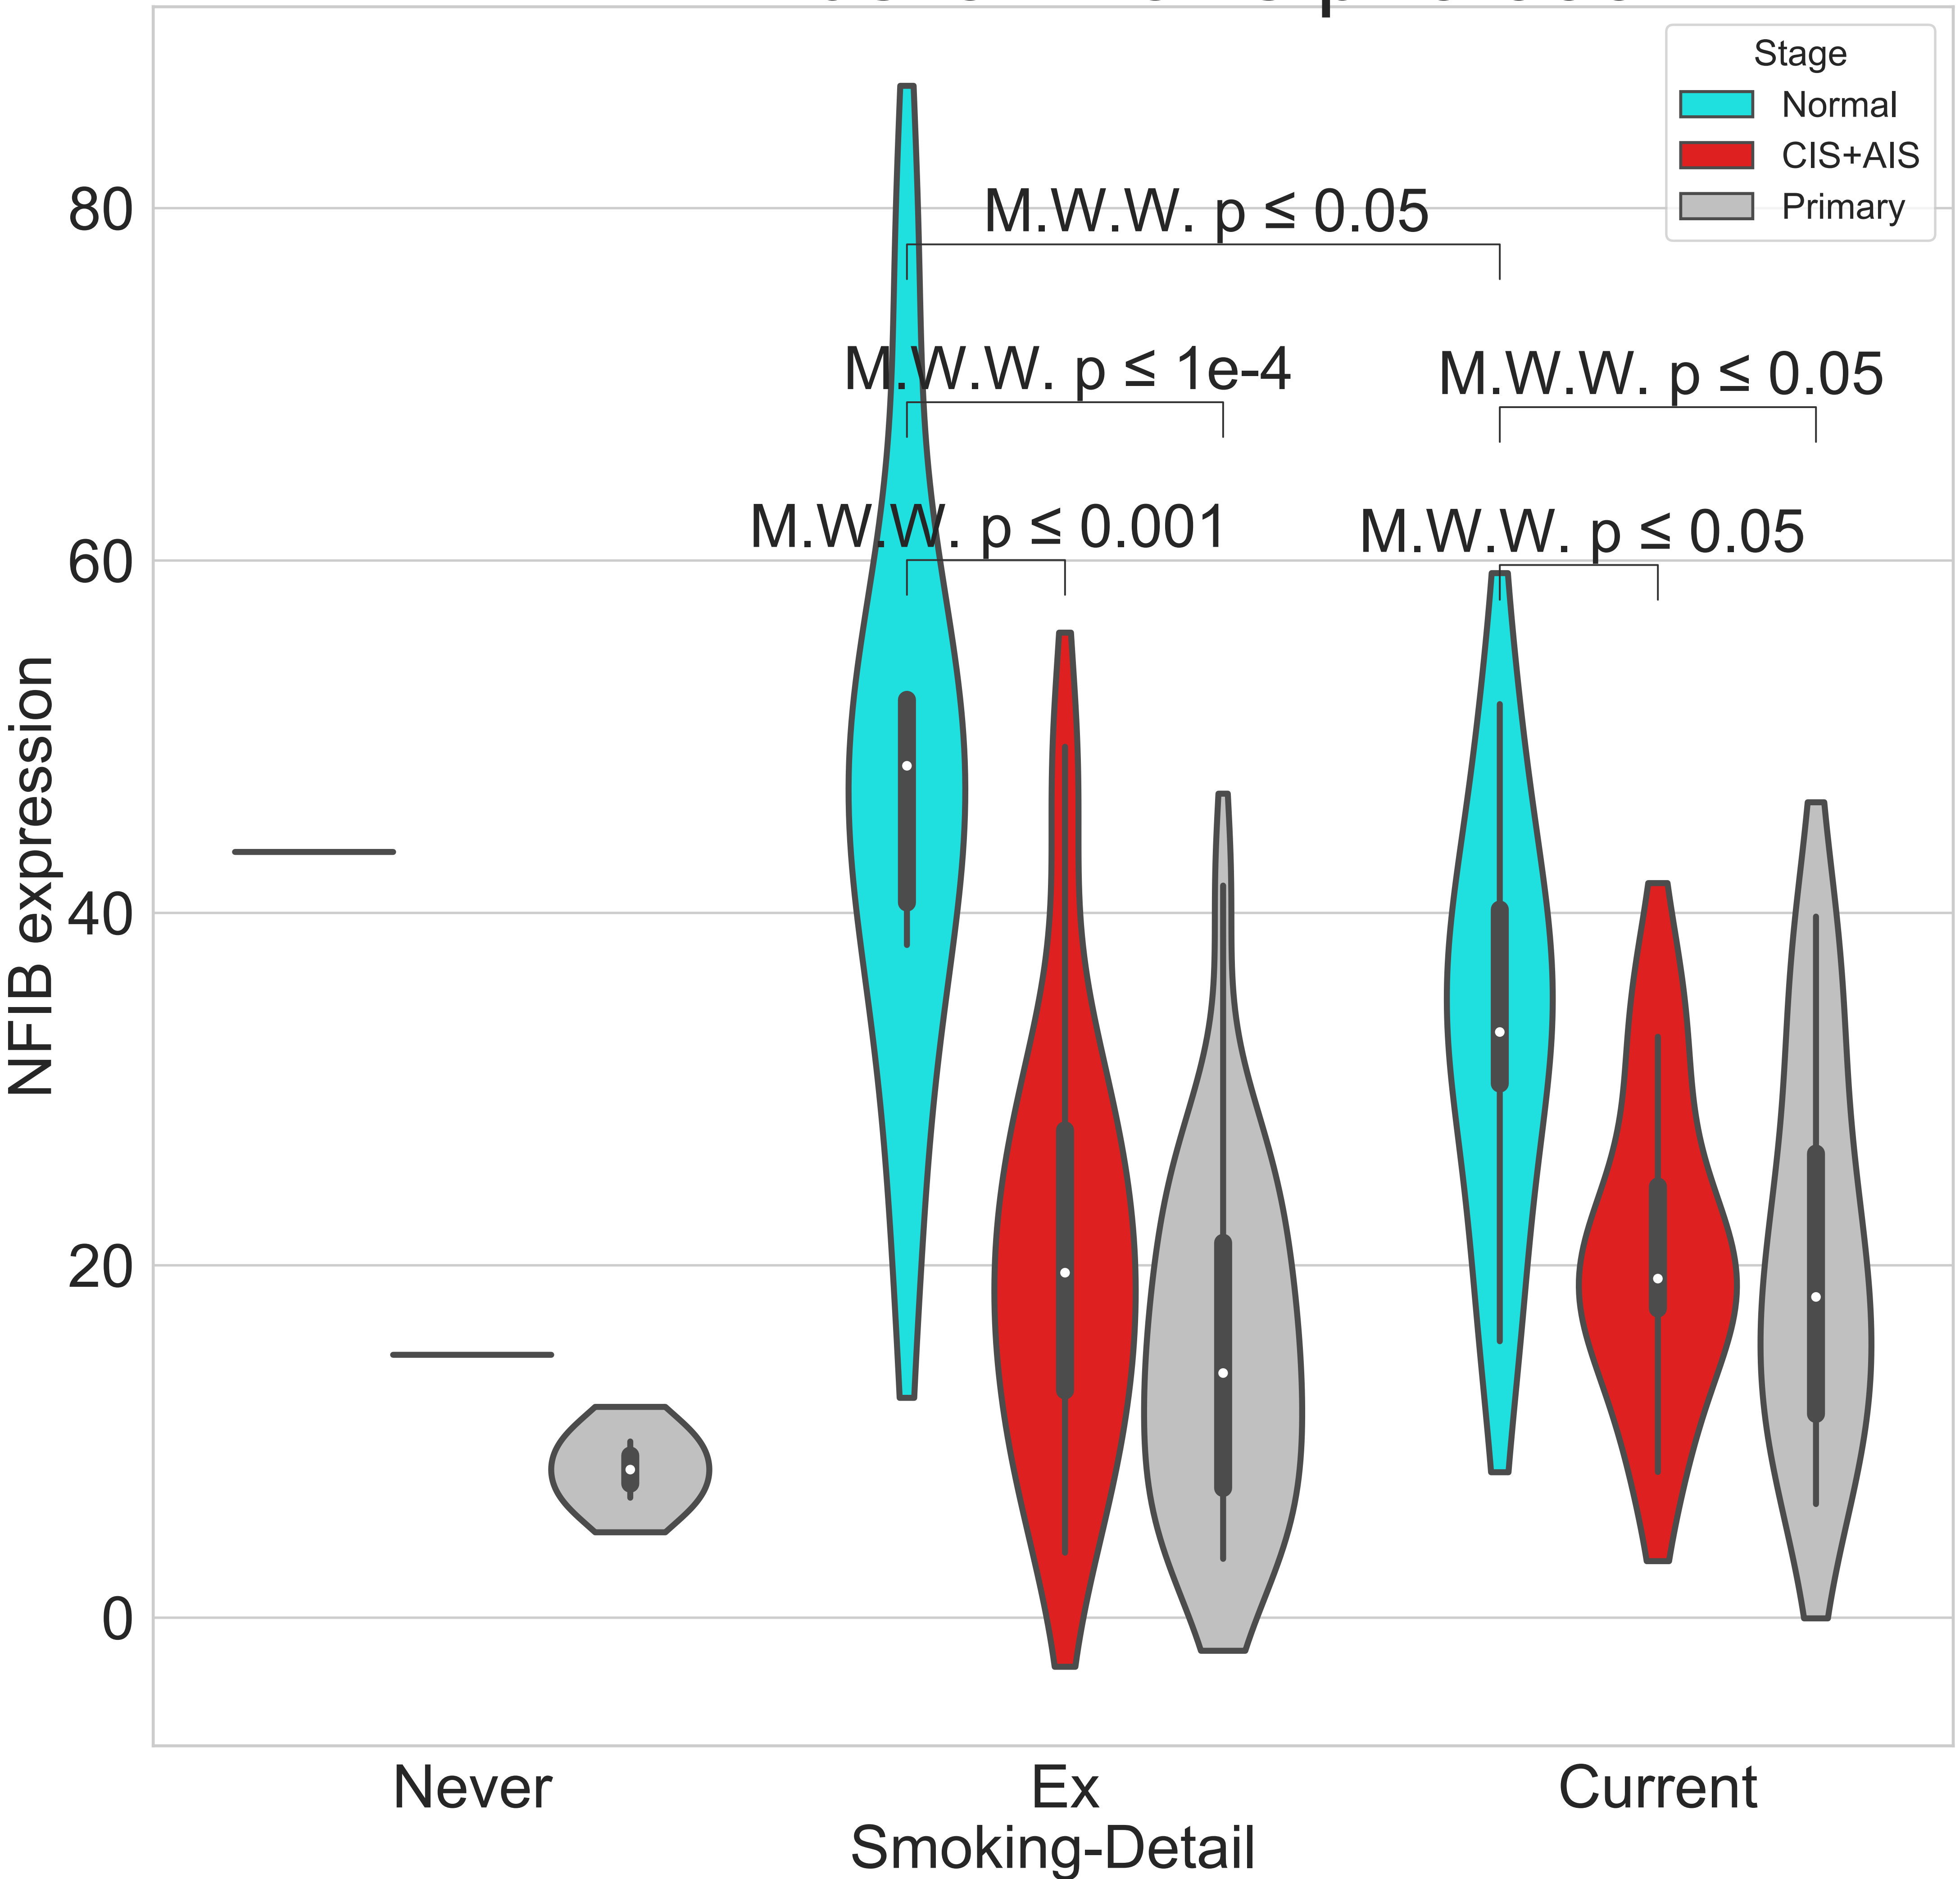 Stage
Normal
CIS+AIS
Primary
80
60
40
20
0
NFIB expression
M.W.W. p ≤ 0.05
M.W.W. p ≤ 1e-4
M.W.W. p ≤ 0.05
M.W.W. p ≤ 0.001
M.W.W. p ≤ 0.05
Never
Ex
Current
Smoking-Detail